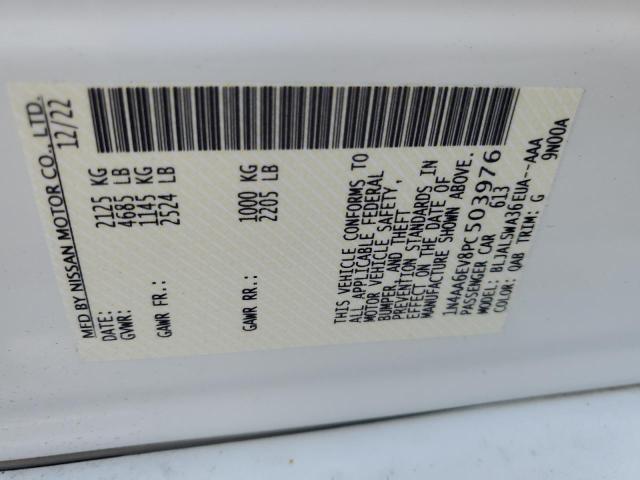 MFD BY NISSAN MOTOR CO., LTD.
DATE: 12/22
GVWR: 2125 KG
4685 LB
GAWR FR.: 1145 KG
2524 LB
GAWR RR.: 1000 KG
2205 LB
THIS VEHICLE CONFORMS TO
ALL APPLICABLE FEDERAL
MOTOR VEHICLE SAFETY,
BUMPER, AND THEFT
PREVENTION STANDARDS IN
EFFECT ON THE DATE OF
MANUFACTURE SHOWN ABOVE.
1N4AA6EV8PC503976
PASSENGER CAR 613
MODEL: BLJALSWA36EUA--AAA
COLOR: QAB TRIM: G 9N00A